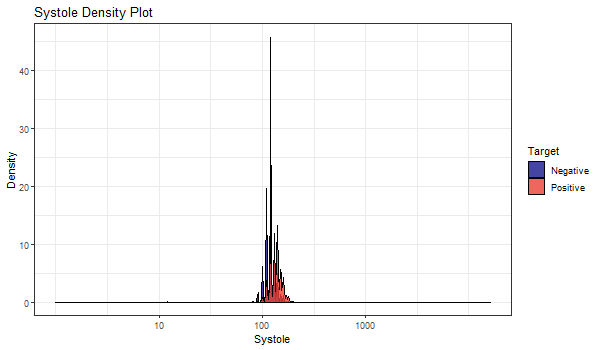 Systole Density Plot
40
30
20
10
0
Density
10
100
1000
Systole
Target
Negative
Positive